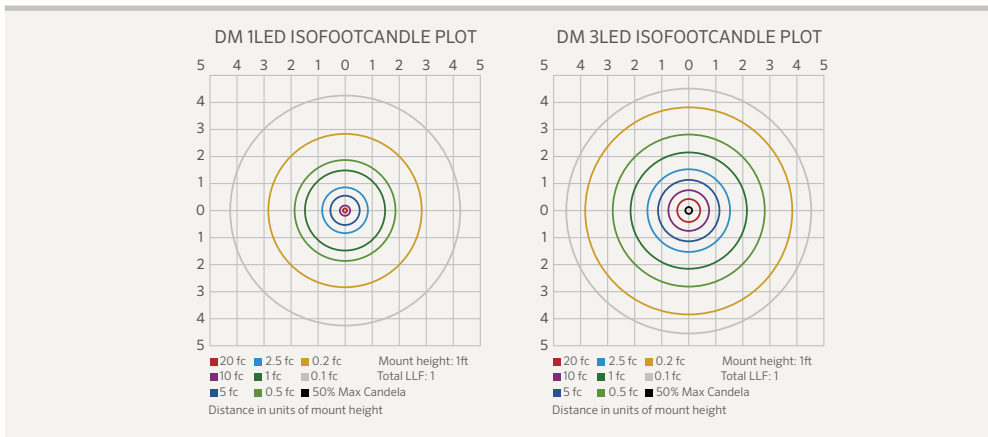 DM 1LED ISOFOOTCANDLE PLOT
5 4 3 2 1 0 1 2 3 4 5
4
3
2
1
0
1
2
3
4
5
20 fc 2.5 fc 0.2 fc Mount height: 1ft
10 fc 1 fc 0.1 fc Total LLF: 1
5 fc 0.5 fc 50% Max Candela
Distance in units of mount height
DM 3LED ISOFOOTCANDLE PLOT
5 4 3 2 1 0 1 2 3 4 5
4
3
2
1
0
1
2
3
4
5
20 fc 2.5 fc 0.2 fc Mount height: 1ft
10 fc 1 fc 0.1 fc Total LLF: 1
5 fc 0.5 fc 50% Max Candela
Distance in units of mount height